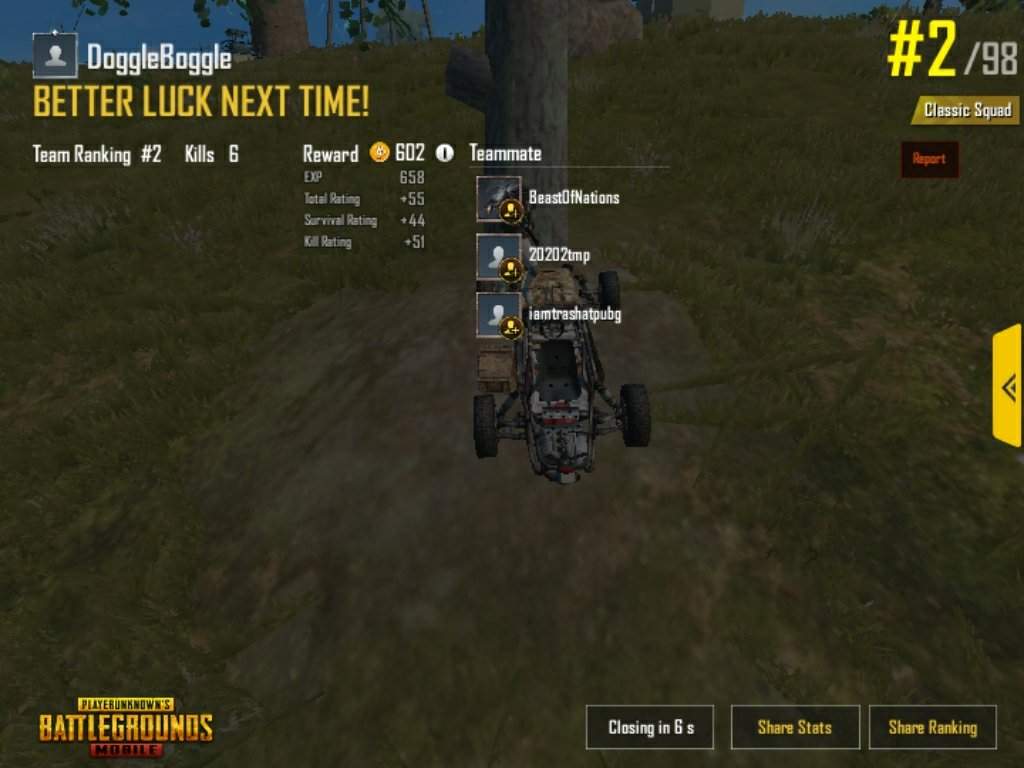 DoggleBoggle
BETTER LUCK NEXT TIME!
#2/98
Classic Squad
Report
Team Ranking #2 Kills 6
Reward 602
EXP 658
Total Rating +55
Survival Rating +44
Kill Rating +51
Teammate
BeastOfNations
20202tmp
iamtrashatpubg
PLAYERUNKNOWN'S
BATTLEGROUNDS
MOBILE
Closing in 6 s
Share Stats
Share Ranking